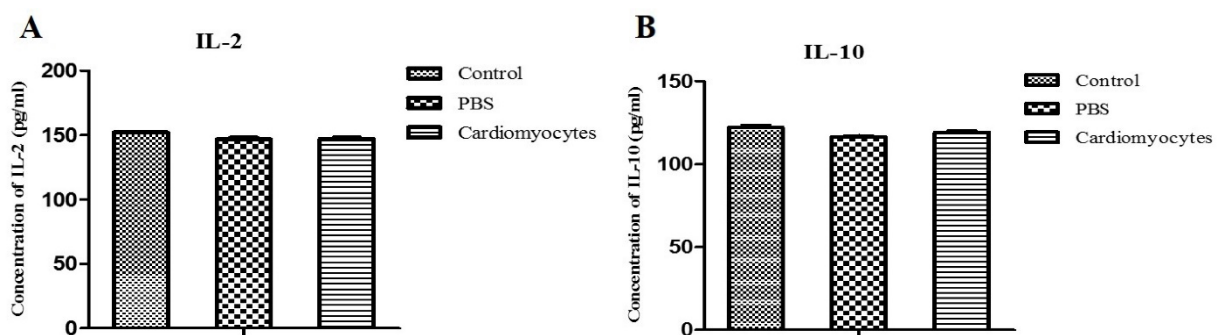 A
IL-2
Concentration of IL-2 (pg/ml)
200
150
100
50
0
Control
PBS
Cardiomyocytes
B
IL-10
Concentration of IL-10 (pg/ml)
150
100
50
0
Control
PBS
Cardiomyocytes